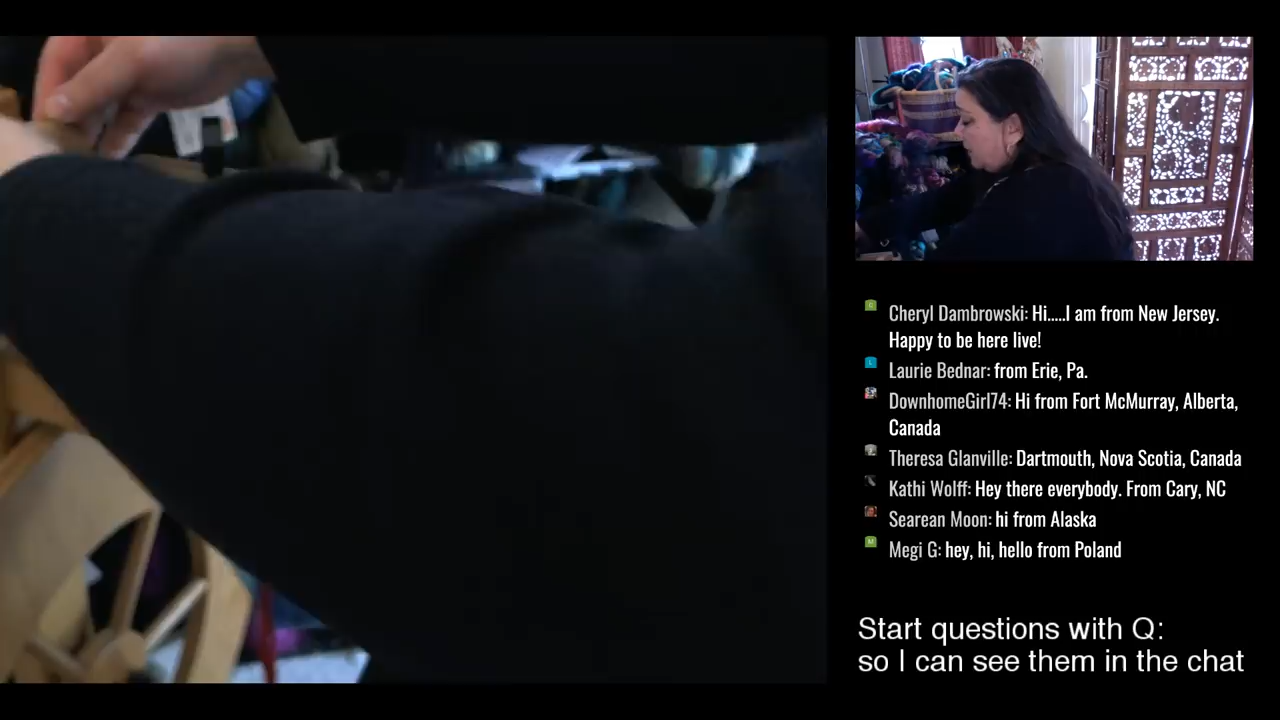 Cheryl Dambrowski: Hi.....I am from New Jersey.
Happy to be here live!
Laurie Bednar: from Erie, Pa.
DownhomeGirl74: Hi from Fort McMurray, Alberta,
Canada
Theresa Glanville: Dartmouth, Nova Scotia, Canada
Kathi Wolff: Hey there everybody. From Cary, NC
Searean Moon: hi from Alaska
Megi G: hey, hi, hello from Poland
Start questions with Q:
so I can see them in the chat